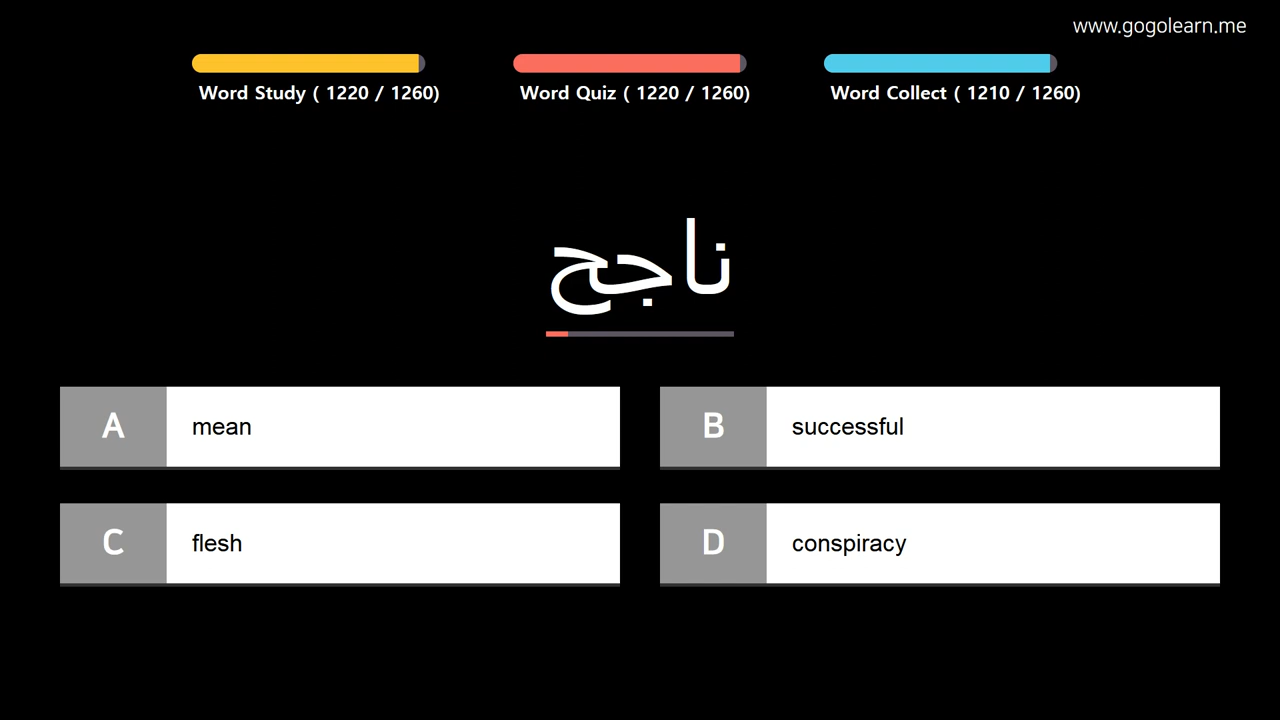 www.gogolearn.me
Word Study ( 1220 / 1260)
Word Quiz ( 1220 / 1260)
Word Collect ( 1210 / 1260)
ناجح
A mean
B successful
C flesh
D conspiracy